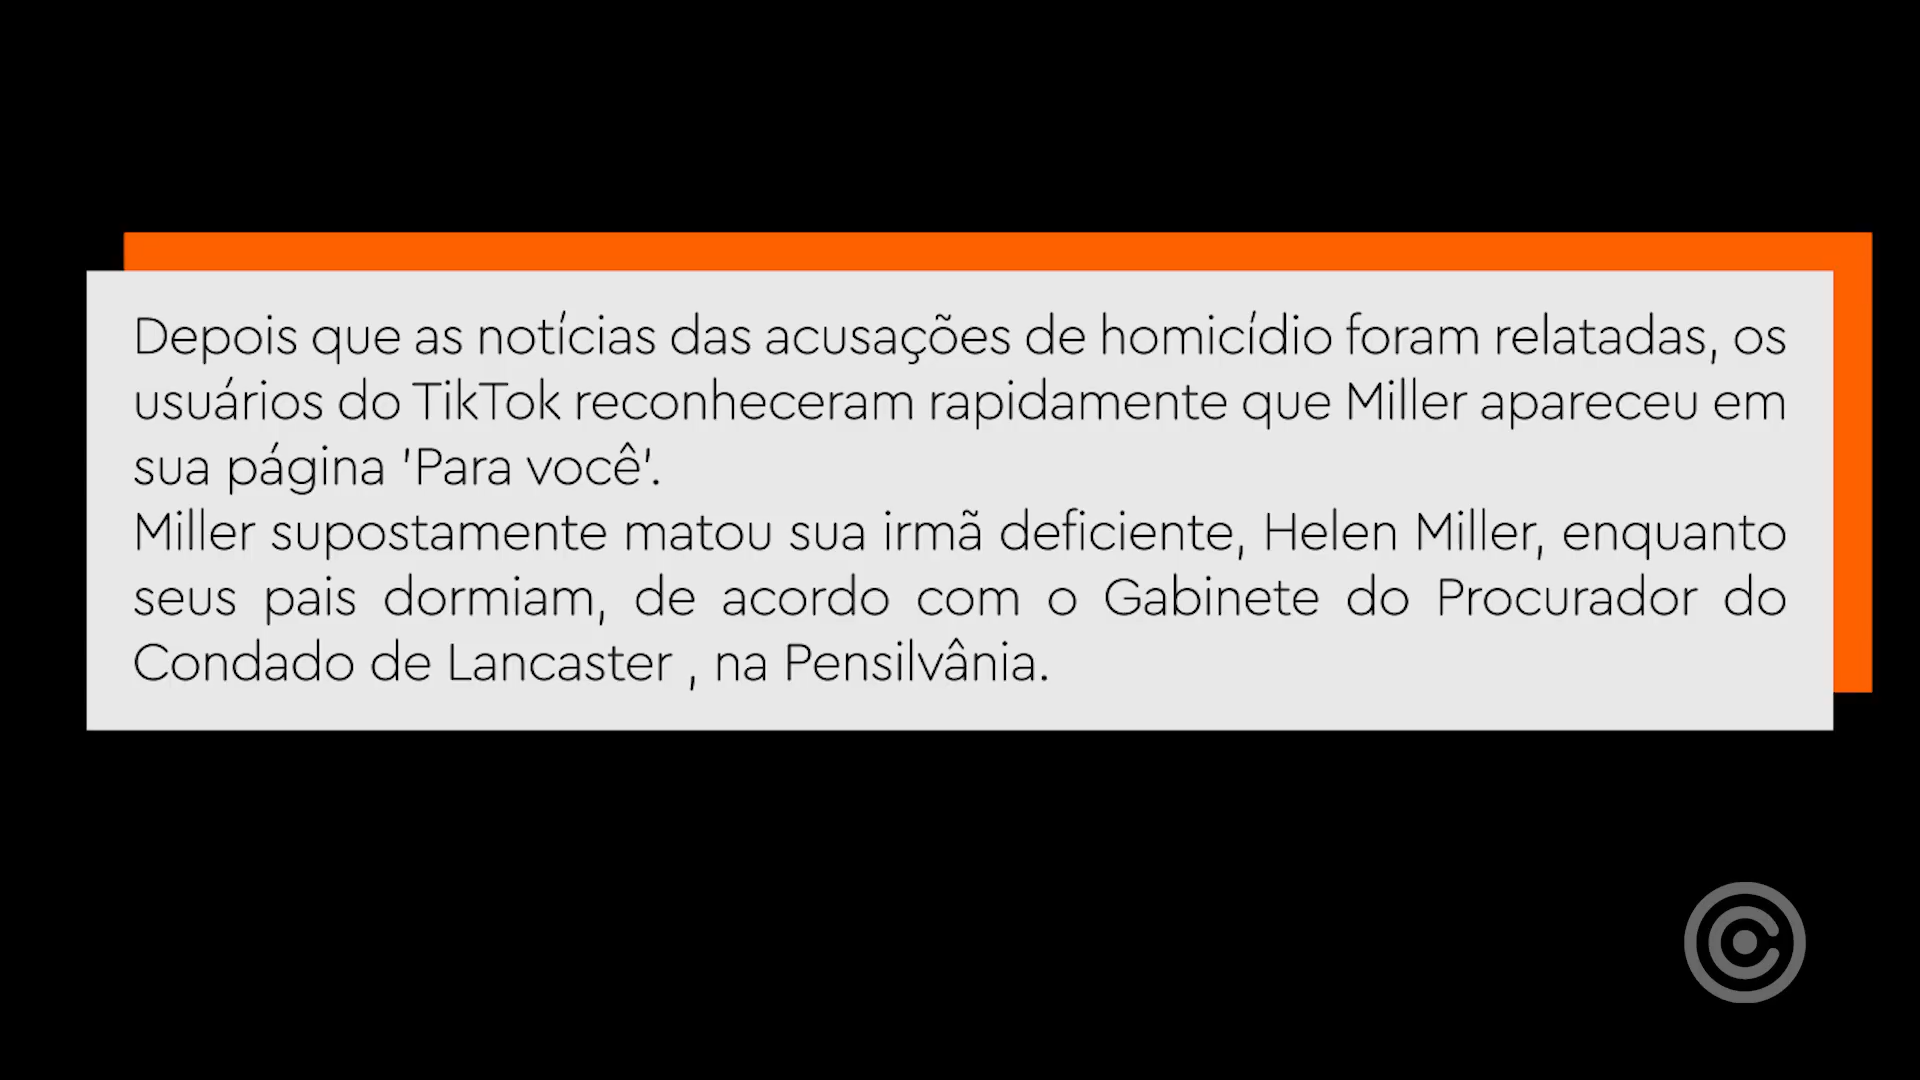 Depois que as notícias das acusações de homicídio foram relatadas, os
usuários do TikTok reconheceram rapidamente que Miller apareceu em
sua página 'Para você'.
Miller supostamente matou sua irmã deficiente, Helen Miller, enquanto
seus pais dormiam, de acordo com o Gabinete do Procurador do
Condado de Lancaster , na Pensilvânia.